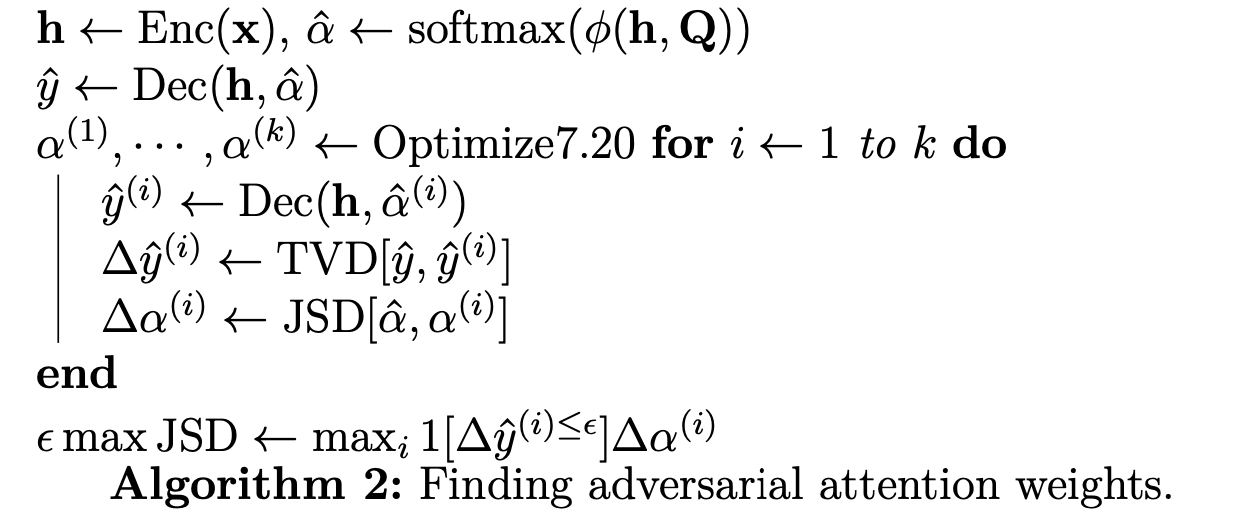 h ← Enc(x), α̂ ← softmax(ϕ(h, Q))
ŷ ← Dec(h, α̂)
α⁽¹⁾, ⋯ , α⁽ᵏ⁾ ← Optimize7.20 for i ← 1 to k do
ŷ⁽ⁱ⁾ ← Dec(h, α̂⁽ⁱ⁾)
Δŷ⁽ⁱ⁾ ← TVD[ŷ, ŷ⁽ⁱ⁾]
Δα⁽ⁱ⁾ ← JSD[α̂, α⁽ⁱ⁾]
end
ϵ max JSD ← maxᵢ 1[Δŷ^{(i)≤ϵ}]Δα⁽ⁱ⁾
Algorithm 2: Finding adversarial attention weights.